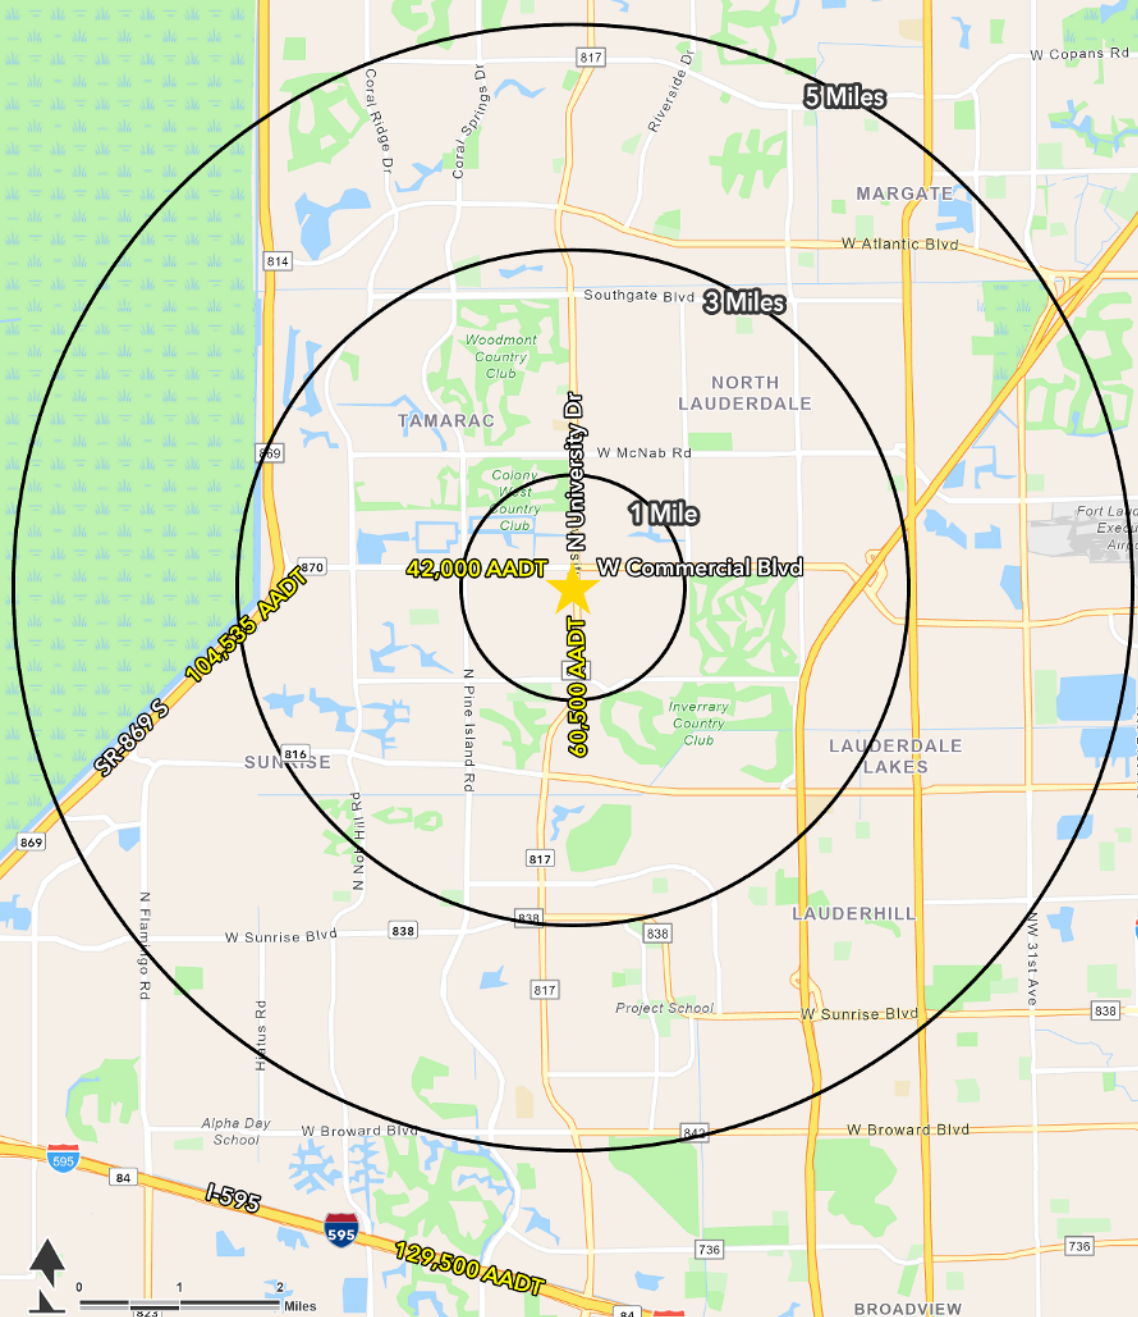 817
W Copans Rd
5 Miles
Coral Ridge Dr
Coral Springs Dr
Riverside Dr
MARGATE
W Atlantic Blvd
814
Southgate Blvd
3 Miles
Woodmont
Country
Club
NORTH
LAUDERDALE
TAMARAC
N University Dr
869
W McNab Rd
Colony
West
Country
Club
1 Mile
Fort Lau
Execu
Airp
870
42,000 AADT
W Commercial Blvd
104,535 AADT
60,500 AADT
N Pine Island Rd
Inverrary
Country
Club
SR-869 S
816
SUNRISE
LAUDERDALE
LAKES
N Nob Hill Rd
869
817
N Flamingo Rd
838
LAUDERHILL
W Sunrise Blvd
838
838
NW 31st Ave
817
Project School
W Sunrise Blvd
838
Hiatus Rd
Alpha Day
School
W Broward Blvd
842
W Broward Blvd
595
84
I-595
595
129,500 AADT
736
736
0
1
2
Miles
823
84
BROADVIEW